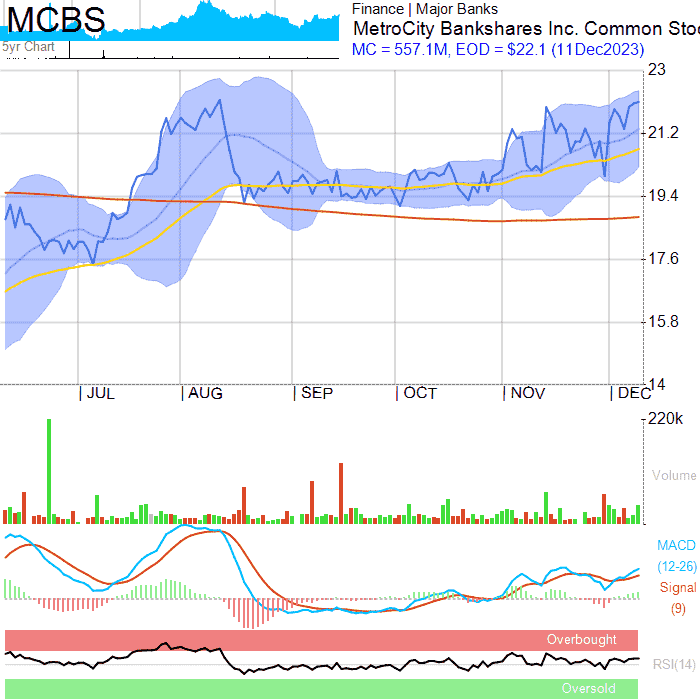 MCBS
5yr Chart
Finance | Major Banks
MetroCity Bankshares Inc. Common Sto
MC = 557.1M, EOD = $22.1 (11Dec2023)
23
21.2
19.4
17.6
15.8
14
JUL AUG SEP OCT NOV DEC
220k
Volume
MACD
(12-26)
Signal
(9)
Overbought
RSI(14)
Oversold